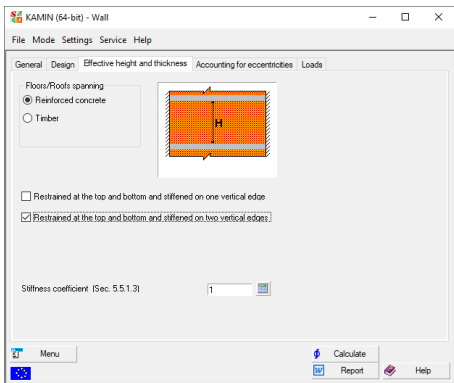 KAMIN (64-bit) - Wall
File Mode Settings Service Help
General Design Effective height and thickness Accounting for eccentricities Loads
Floors/Roofs spanning
Reinforced concrete
Timber
H
Restrained at the top and bottom and stiffened on one vertical edge
Restrained at the top and bottom and stiffened on two vertical edges
Stiffness coefficient (Sec. 5.5.1.3)
1
Menu
Calculate
W Report
Help